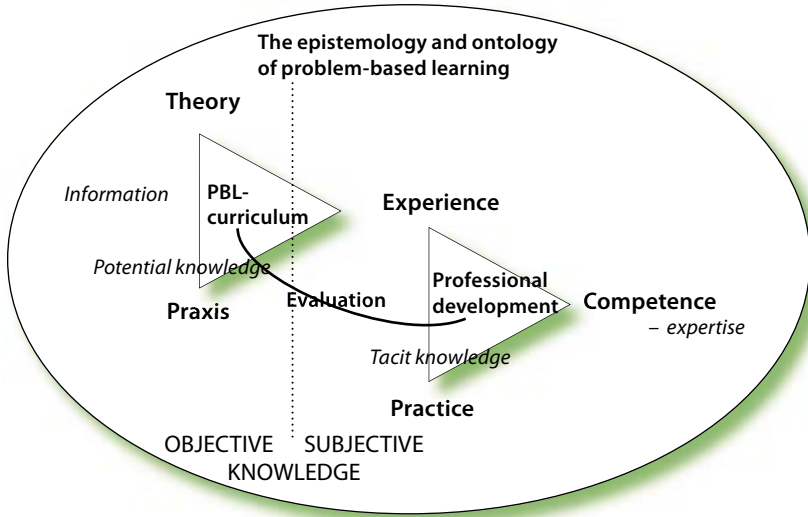 The epistemology and ontology
of problem-based learning
Theory
Information
PBL-
curriculum
Experience
Potential knowledge
Praxis
Evaluation
Professional
development
Competence
– expertise
Tacit knowledge
Practice
OBJECTIVE SUBJECTIVE
KNOWLEDGE